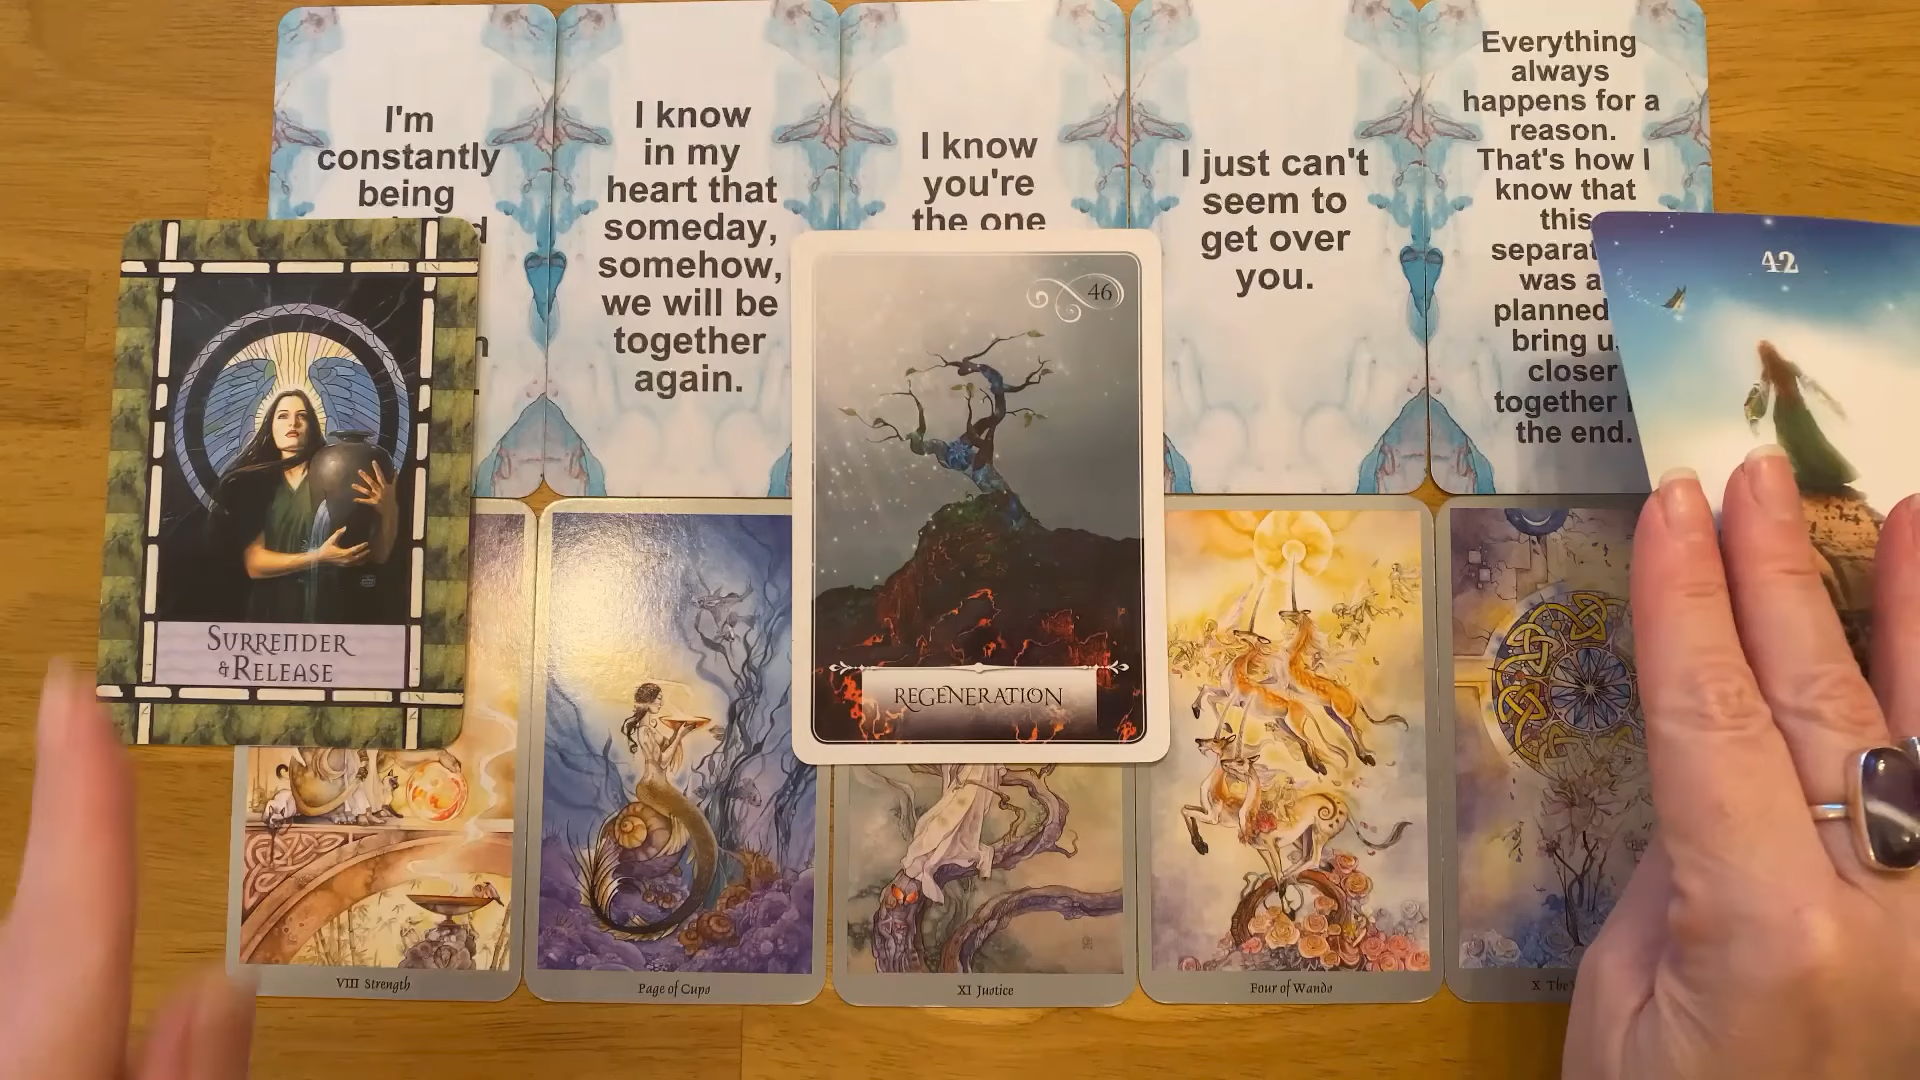 I'm
constantly
being
I know
in my
heart that
someday,
somehow,
we will be
together
again.
I know
you're
the one
I just can't
seem to
get over
you.
Everything
always
happens for a
reason.
That's how I
know that
this
was a
planned
bring
closer
together
the end.
SURRENDER
& RELEASE
46
REGENERATION
42
VIII Strength
Page of Cups
XI Justice
Four of Wands
X The